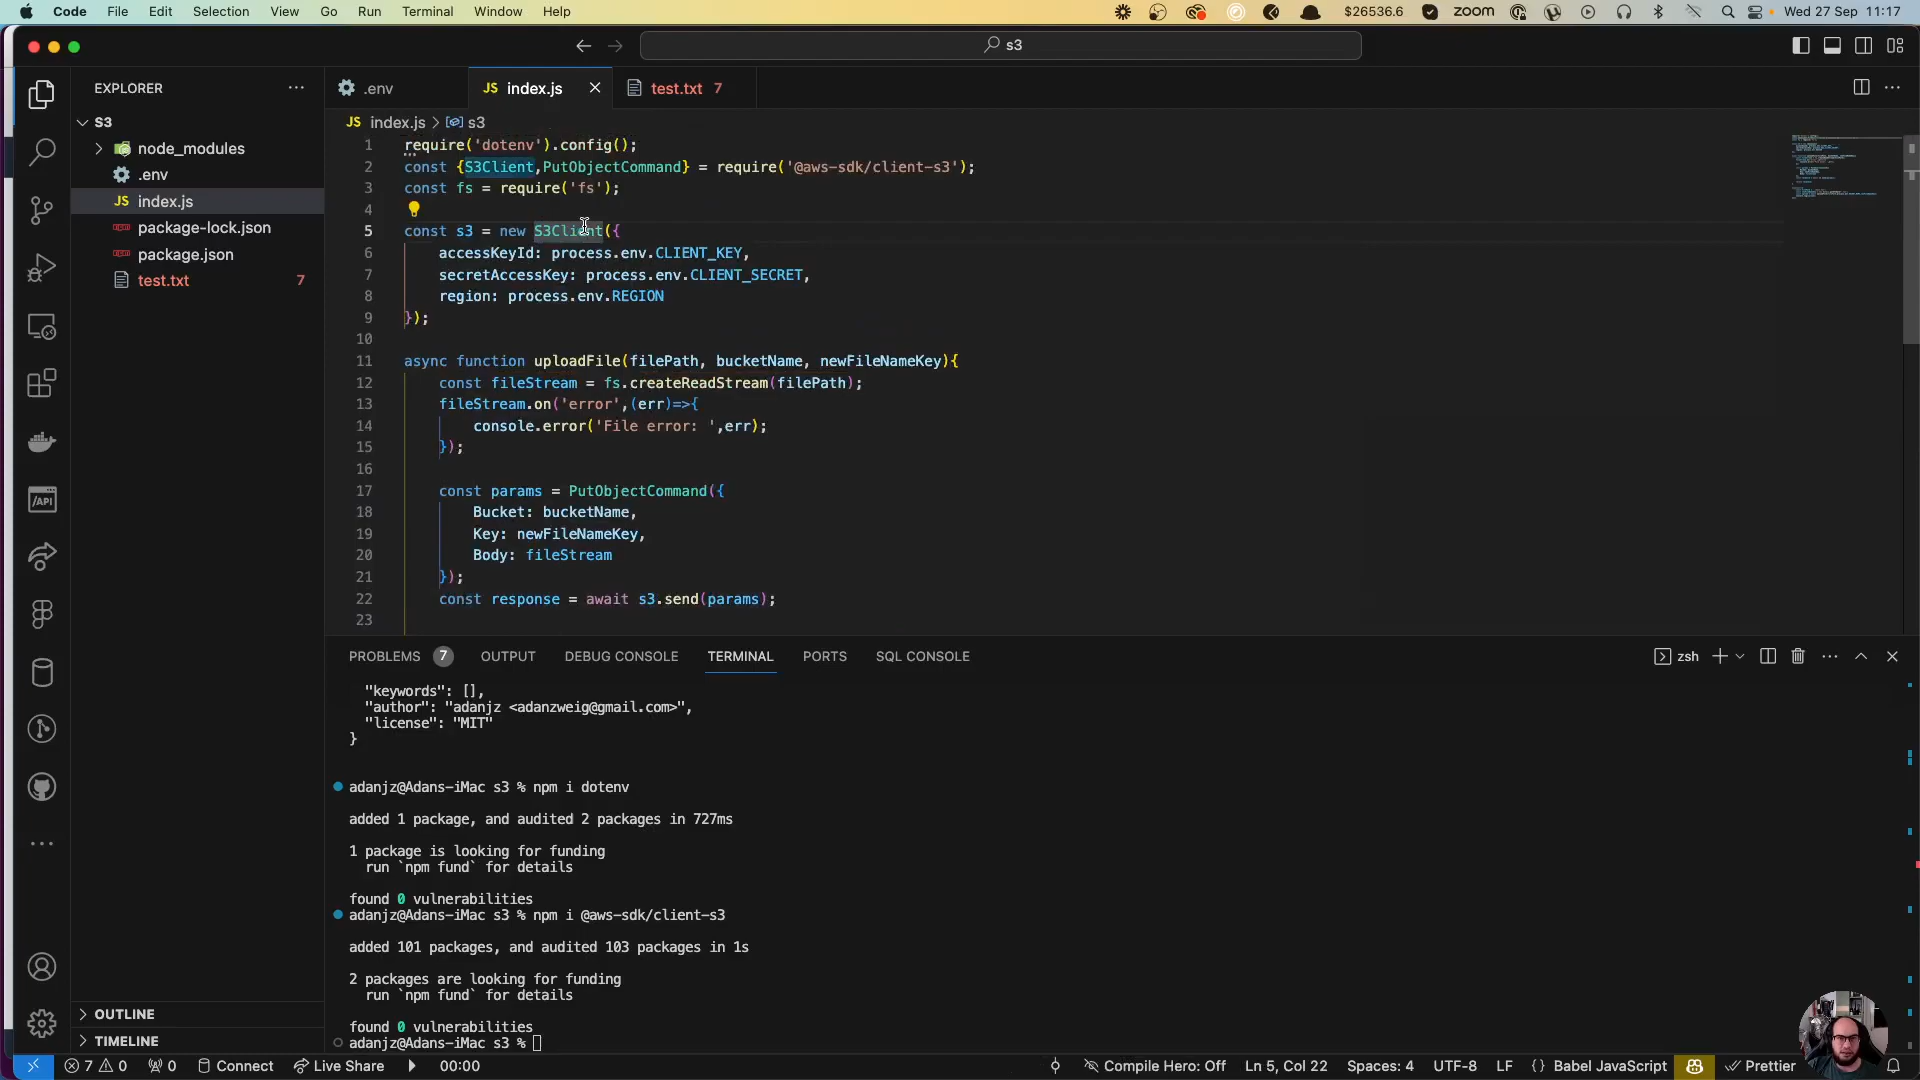 Code File Edit Selection View Go Run Terminal Window Help $26536.6 zoom Wed 27 Sep 11:17
s3
EXPLORER
S3
node_modules
.env
JS index.js
package-lock.json
package.json
test.txt 7
OUTLINE
TIMELINE
.env JS index.js test.txt 7
JS index.js > s3
1 require('dotenv').config();
2 const {S3Client,PutObjectCommand} = require('@aws-sdk/client-s3');
3 const fs = require('fs');
4
5 const s3 = new S3Client({
6 accessKeyId: process.env.CLIENT_KEY,
7 secretAccessKey: process.env.CLIENT_SECRET,
8 region: process.env.REGION
9 });
10
11 async function uploadFile(filePath, bucketName, newFileNameKey){
12 const fileStream = fs.createReadStream(filePath);
13 fileStream.on('error',(err)=>{
14 console.error('File error: ',err);
15 });
16
17 const params = PutObjectCommand({
18 Bucket: bucketName,
19 Key: newFileNameKey,
20 Body: fileStream
21 });
22 const response = await s3.send(params);
23
PROBLEMS 7 OUTPUT DEBUG CONSOLE TERMINAL PORTS SQL CONSOLE zsh
"keywords": [],
"author": "adanjz <adanzweig@gmail.com>",
"license": "MIT"
}
adanjz@Adans-iMac s3 % npm i dotenv
added 1 package, and audited 2 packages in 727ms
1 package is looking for funding
run `npm fund` for details
found 0 vulnerabilities
adanjz@Adans-iMac s3 % npm i @aws-sdk/client-s3
added 101 packages, and audited 103 packages in 1s
2 packages are looking for funding
run `npm fund` for details
found 0 vulnerabilities
adanjz@Adans-iMac s3 %
7 0 0 Connect Live Share 00:00 Compile Hero: Off Ln 5, Col 22 Spaces: 4 UTF-8 LF {} Babel JavaScript Prettier